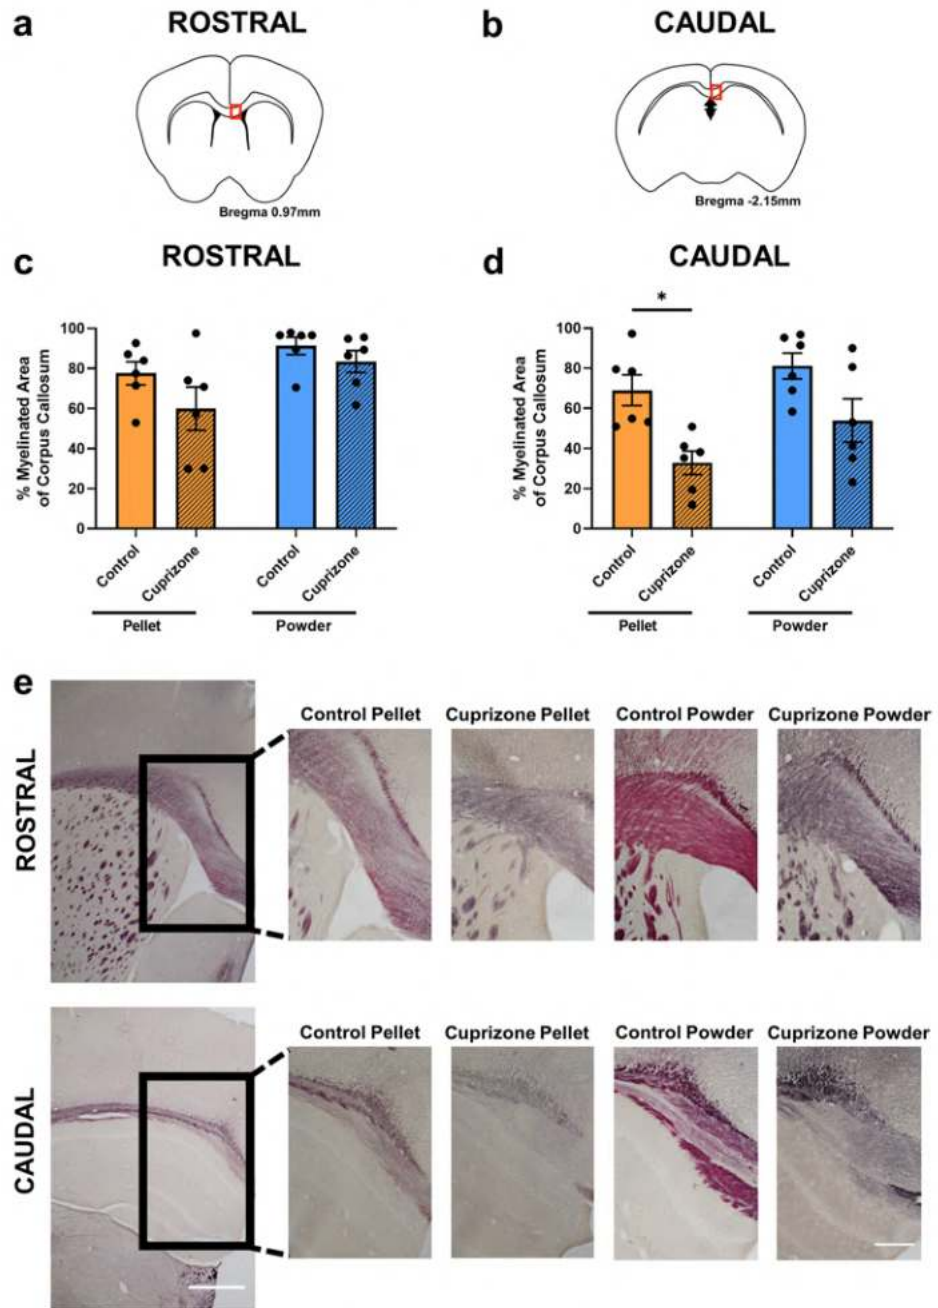 a
ROSTRAL
b
CAUDAL
Bregma 0.97mm
Bregma -2.15mm
c
ROSTRAL
d
CAUDAL
% Myelinated Area
of Corpus Callosum
100
80
60
40
20
0
Control
Cuprizone
Control
Cuprizone
Pellet
Powder
% Myelinated Area
of Corpus Callosum
100
80
60
40
20
0
*
Control
Cuprizone
Control
Cuprizone
Pellet
Powder
e
ROSTRAL
Control Pellet
Cuprizone Pellet
Control Powder
Cuprizone Powder
CAUDAL
Control Pellet
Cuprizone Pellet
Control Powder
Cuprizone Powder